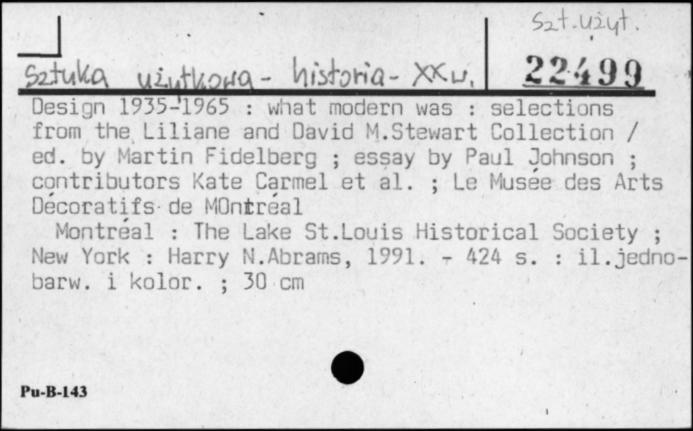 Szt.użyt.
Sztuka użytkowa - historia - XX w.
22499
Design 1935-1965 : what modern was : selections
from the Liliane and David M.Stewart Collection /
ed. by Martin Fidelberg ; essay by Paul Johnson ;
contributors Kate Carmel et al. ; Le Musée des Arts
Décoratifs de MOntréal
Montréal : The Lake St.Louis Historical Society ;
New York : Harry N.Abrams, 1991. - 424 s. : il.jedno-
barw. i kolor. ; 30 cm
Pu-B-143